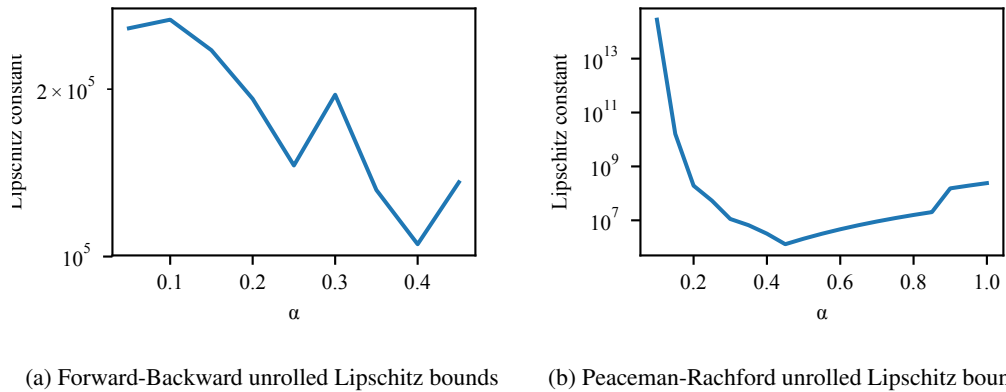 Lipschitz constant
2 × 10^5
10^5
0.1 0.2 0.3 0.4
α
(a) Forward-Backward unrolled Lipschitz bounds
Lipschitz constant
10^13
10^11
10^9
10^7
0.2 0.4 0.6 0.8 1.0
α
(b) Peaceman-Rachford unrolled Lipschitz